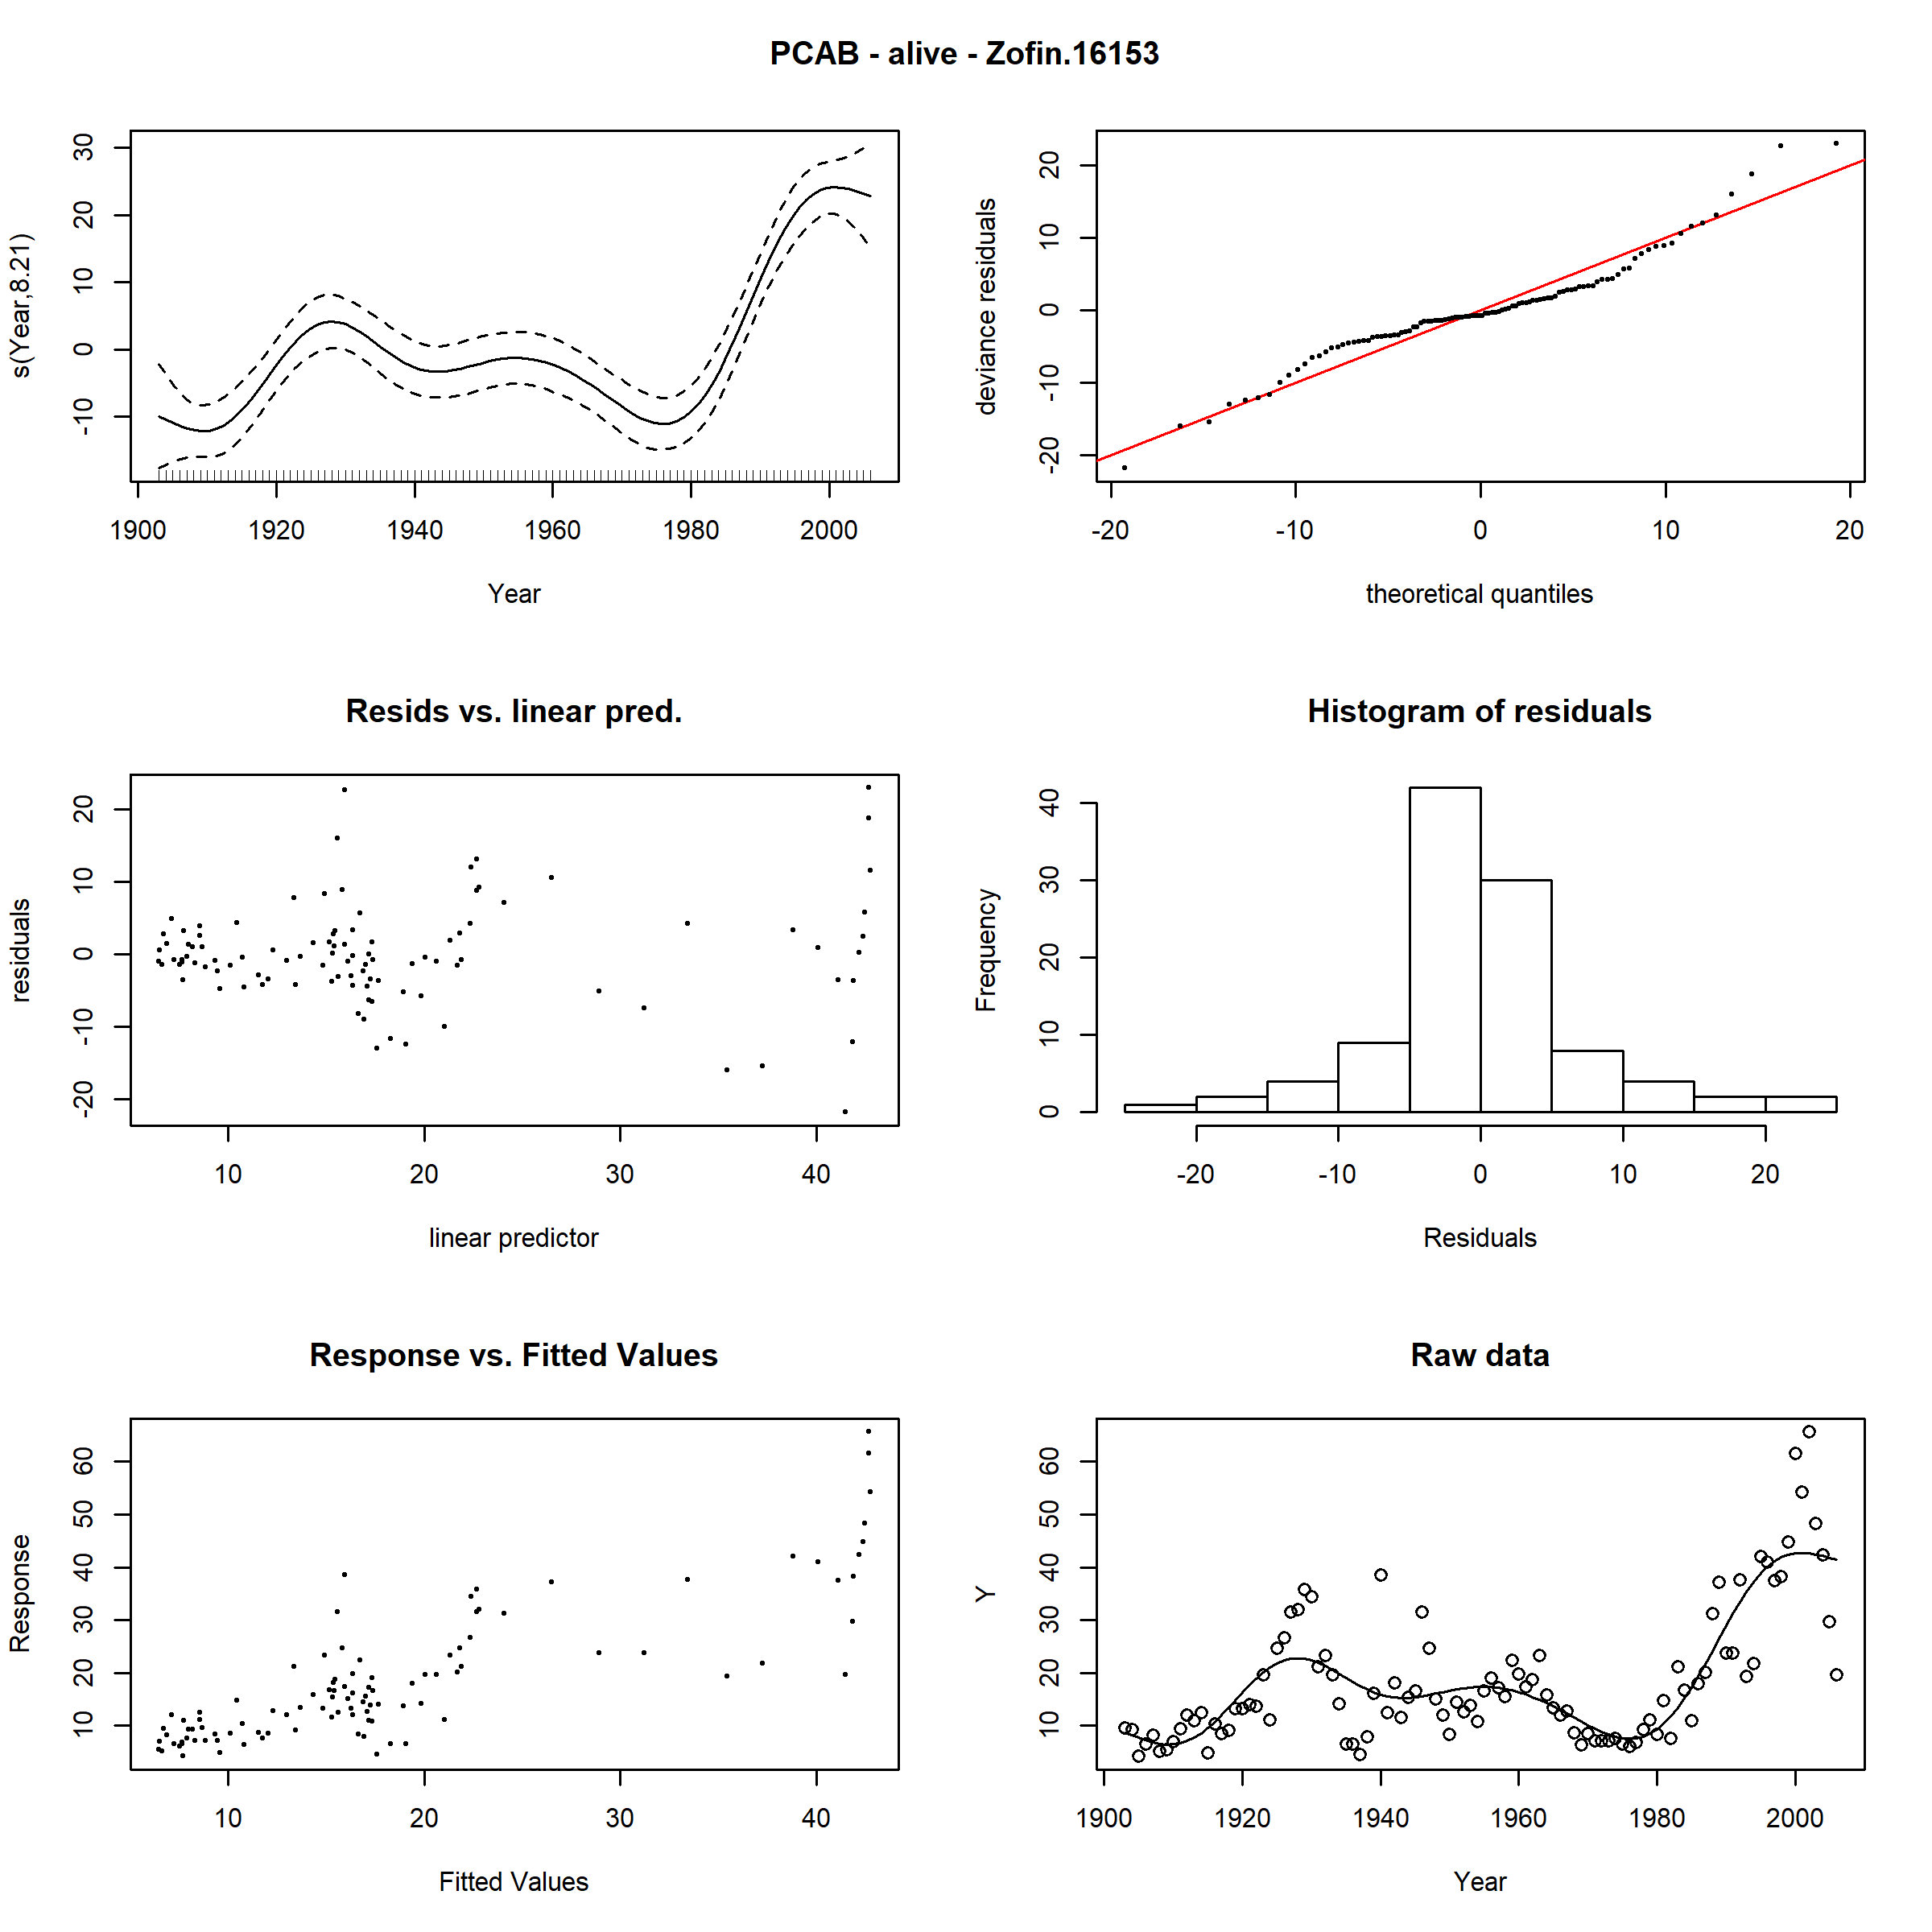 PCAB - alive - Zofin.16153
s(Year,8.21)
-10 0 10 20 30
1900 1920 1940 1960 1980 2000
Year
deviance residuals
-20 -10 0 10 20
-20 -10 0 10 20
theoretical quantiles
Resids vs. linear pred.
residuals
-20 -10 0 10 20
10 20 30 40
linear predictor
Histogram of residuals
Frequency
0 10 20 30 40
-20 -10 0 10 20
Residuals
Response vs. Fitted Values
Response
10 20 30 40 50 60
10 20 30 40
Fitted Values
Raw data
Y
10 20 30 40 50 60
1900 1920 1940 1960 1980 2000
Year